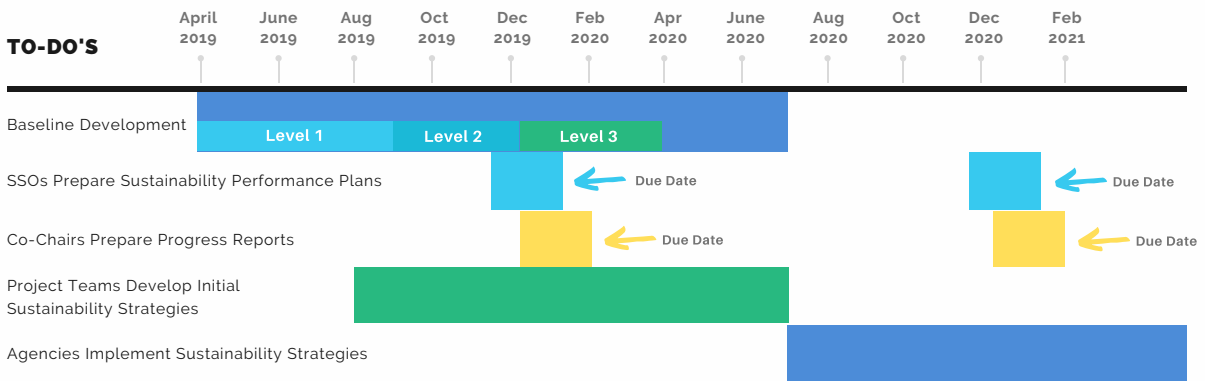 April June Aug Oct Dec Feb Apr June Aug Oct Dec Feb
2019 2019 2019 2019 2019 2020 2020 2020 2020 2020 2020 2021
TO-DO'S
Baseline Development
Level 1 Level 2 Level 3
SSOs Prepare Sustainability Performance Plans Due Date Due Date
Co-Chairs Prepare Progress Reports Due Date Due Date
Project Teams Develop Initial
Sustainability Strategies
Agencies Implement Sustainability Strategies